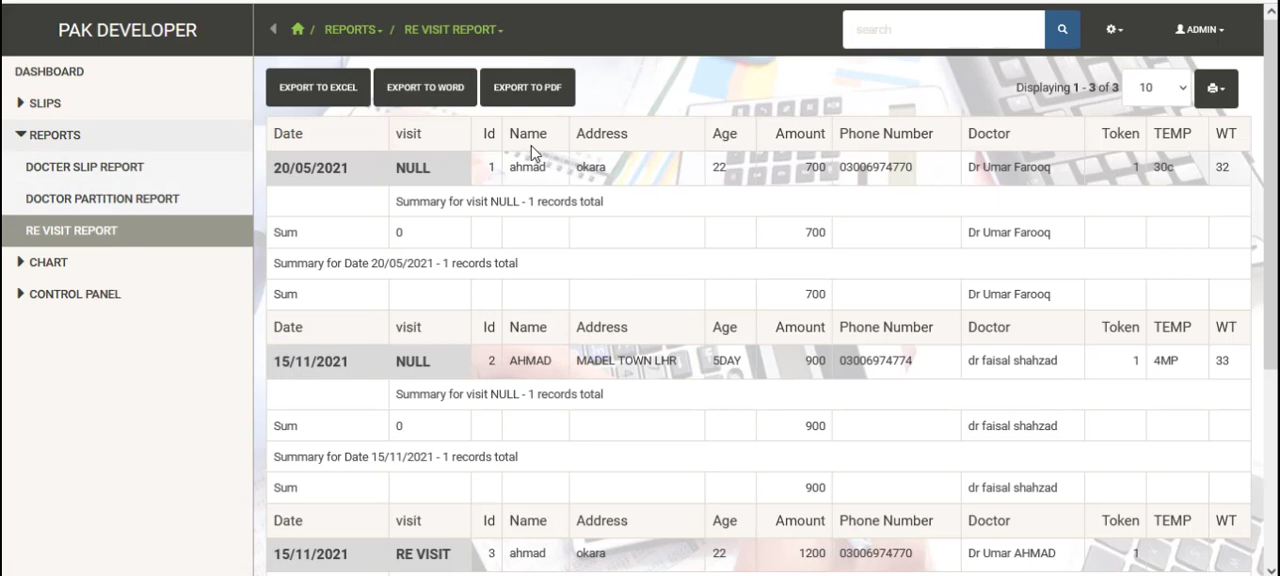 PAK DEVELOPER / REPORTS / RE VISIT REPORT search ADMIN
DASHBOARD
SLIPS
REPORTS
DOCTER SLIP REPORT
DOCTOR PARTITION REPORT
RE VISIT REPORT
CHART
CONTROL PANEL
EXPORT TO EXCEL EXPORT TO WORD EXPORT TO PDF Displaying 1 - 3 of 3 10
Date visit Id Name Address Age Amount Phone Number Doctor Token TEMP WT
20/05/2021 NULL 1 ahmad okara 22 700 03006974770 Dr Umar Farooq 1 30c 32
Summary for visit NULL - 1 records total
Sum 0 700 Dr Umar Farooq
Summary for Date 20/05/2021 - 1 records total
Sum 700 Dr Umar Farooq
Date visit Id Name Address Age Amount Phone Number Doctor Token TEMP WT
15/11/2021 NULL 2 AHMAD MADEL TOWN LHR 5DAY 900 03006974774 dr faisal shahzad 1 4MP 33
Summary for visit NULL - 1 records total
Sum 0 900 dr faisal shahzad
Summary for Date 15/11/2021 - 1 records total
Sum 900 dr faisal shahzad
Date visit Id Name Address Age Amount Phone Number Doctor Token TEMP WT
15/11/2021 RE VISIT 3 ahmad okara 22 1200 03006974770 Dr Umar AHMAD 1